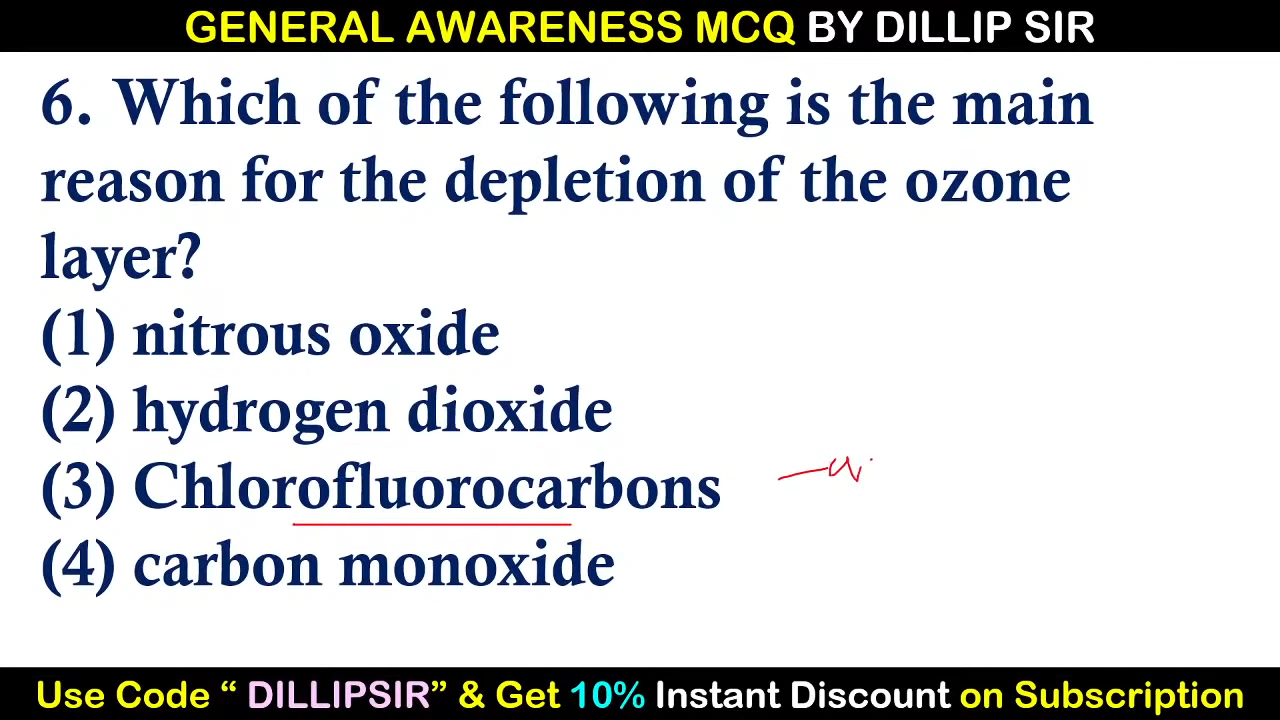 GENERAL AWARENESS MCQ BY DILLIP SIR
6. Which of the following is the main
reason for the depletion of the ozone
layer?
(1) nitrous oxide
(2) hydrogen dioxide
(3) Chlorofluorocarbons
(4) carbon monoxide
Use Code “ DILLIPSIR” & Get 10% Instant Discount on Subscription